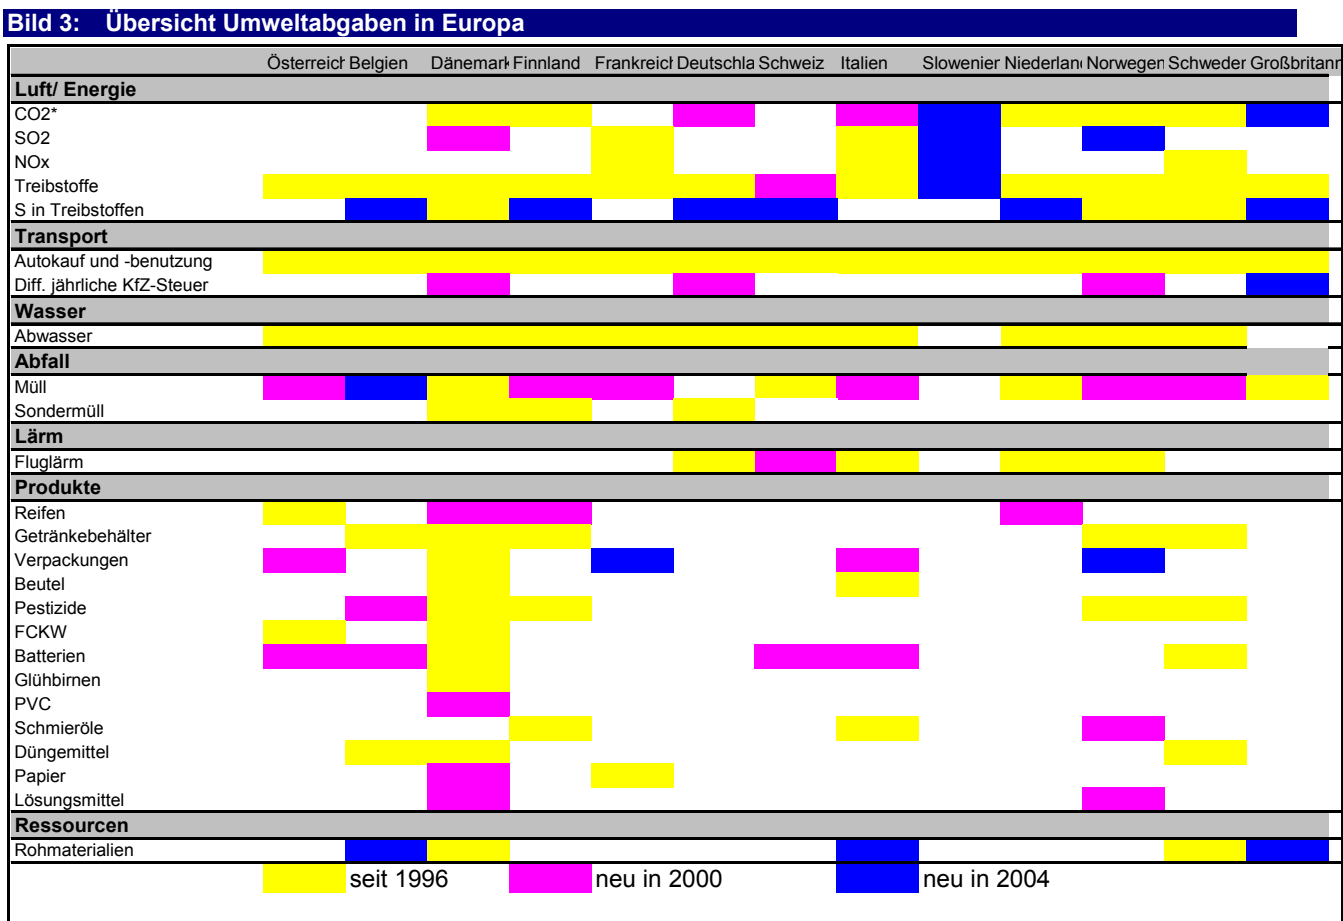 Bild 3: Übersicht Umweltabgaben in Europa
Österreich Belgien Dänemark Finnland Frankreich Deutschla Schweiz Italien Slowenien Niederlan Norwegen Schweden Großbritann
Luft/ Energie
CO2*
SO2
NOx
Treibstoffe
S in Treibstoffen
Transport
Autokauf und -benutzung
Diff. jährliche KfZ-Steuer
Wasser
Abwasser
Abfall
Müll
Sondermüll
Lärm
Fluglärm
Produkte
Reifen
Getränkebehälter
Verpackungen
Beutel
Pestizide
FCKW
Batterien
Glühbirnen
PVC
Schmieröle
Düngemittel
Papier
Lösungsmittel
Ressourcen
Rohmaterialien
seit 1996 neu in 2000 neu in 2004